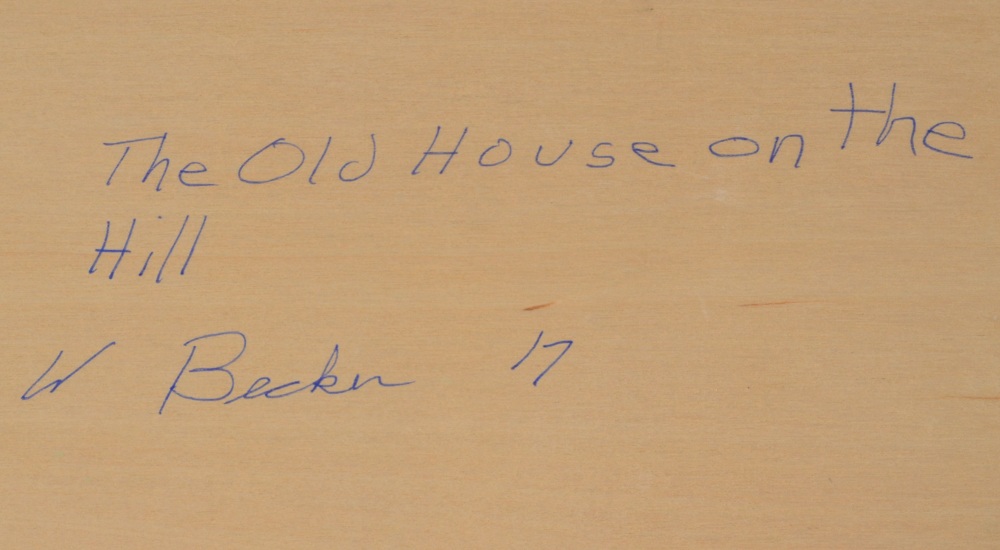 The Old House on the
Hill
W Becker 17